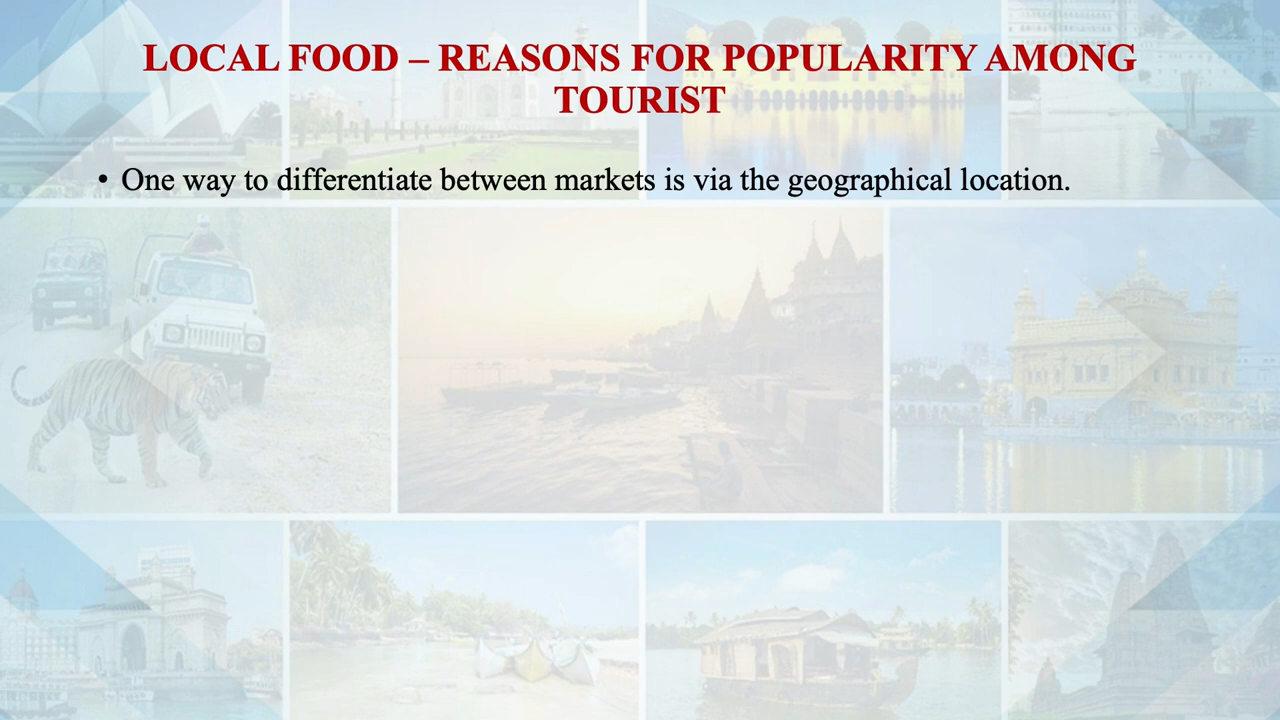 LOCAL FOOD – REASONS FOR POPULARITY AMONG
TOURIST
• One way to differentiate between markets is via the geographical location.